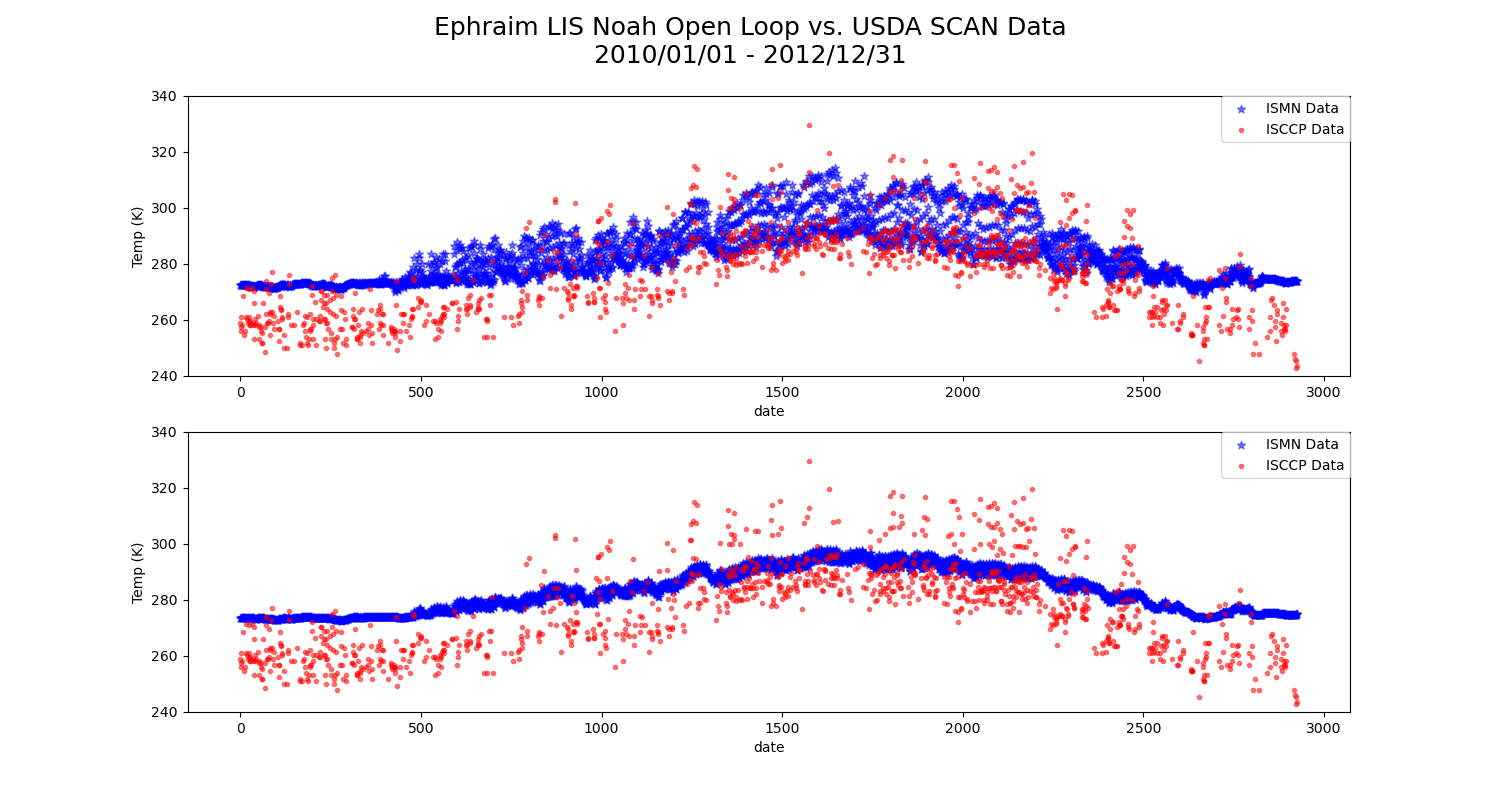 Ephraim LIS Noah Open Loop vs. USDA SCAN Data
2010/01/01 - 2012/12/31
340
320
300
280
260
240
Temp (K)
ISMN Data
ISCCP Data
0 500 1000 1500 2000 2500 3000
date
340
320
300
280
260
240
Temp (K)
ISMN Data
ISCCP Data
0 500 1000 1500 2000 2500 3000
date